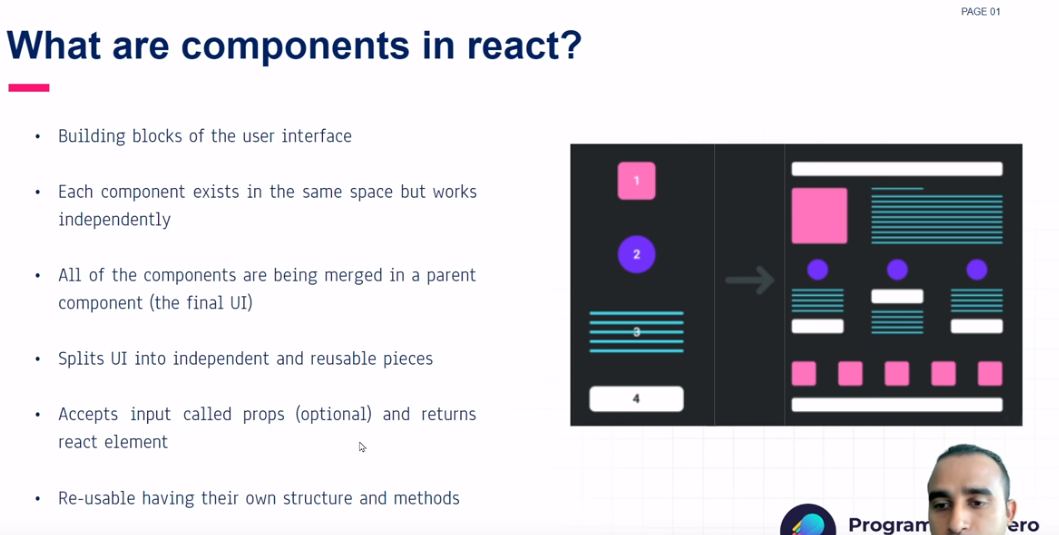 PAGE 01
What are components in react?
• Building blocks of the user interface
• Each component exists in the same space but works
independently
• All of the components are being merged in a parent
component (the final UI)
• Splits UI into independent and reusable pieces
• Accepts input called props (optional) and returns
react element
• Re-usable having their own structure and methods
1
2
3
4